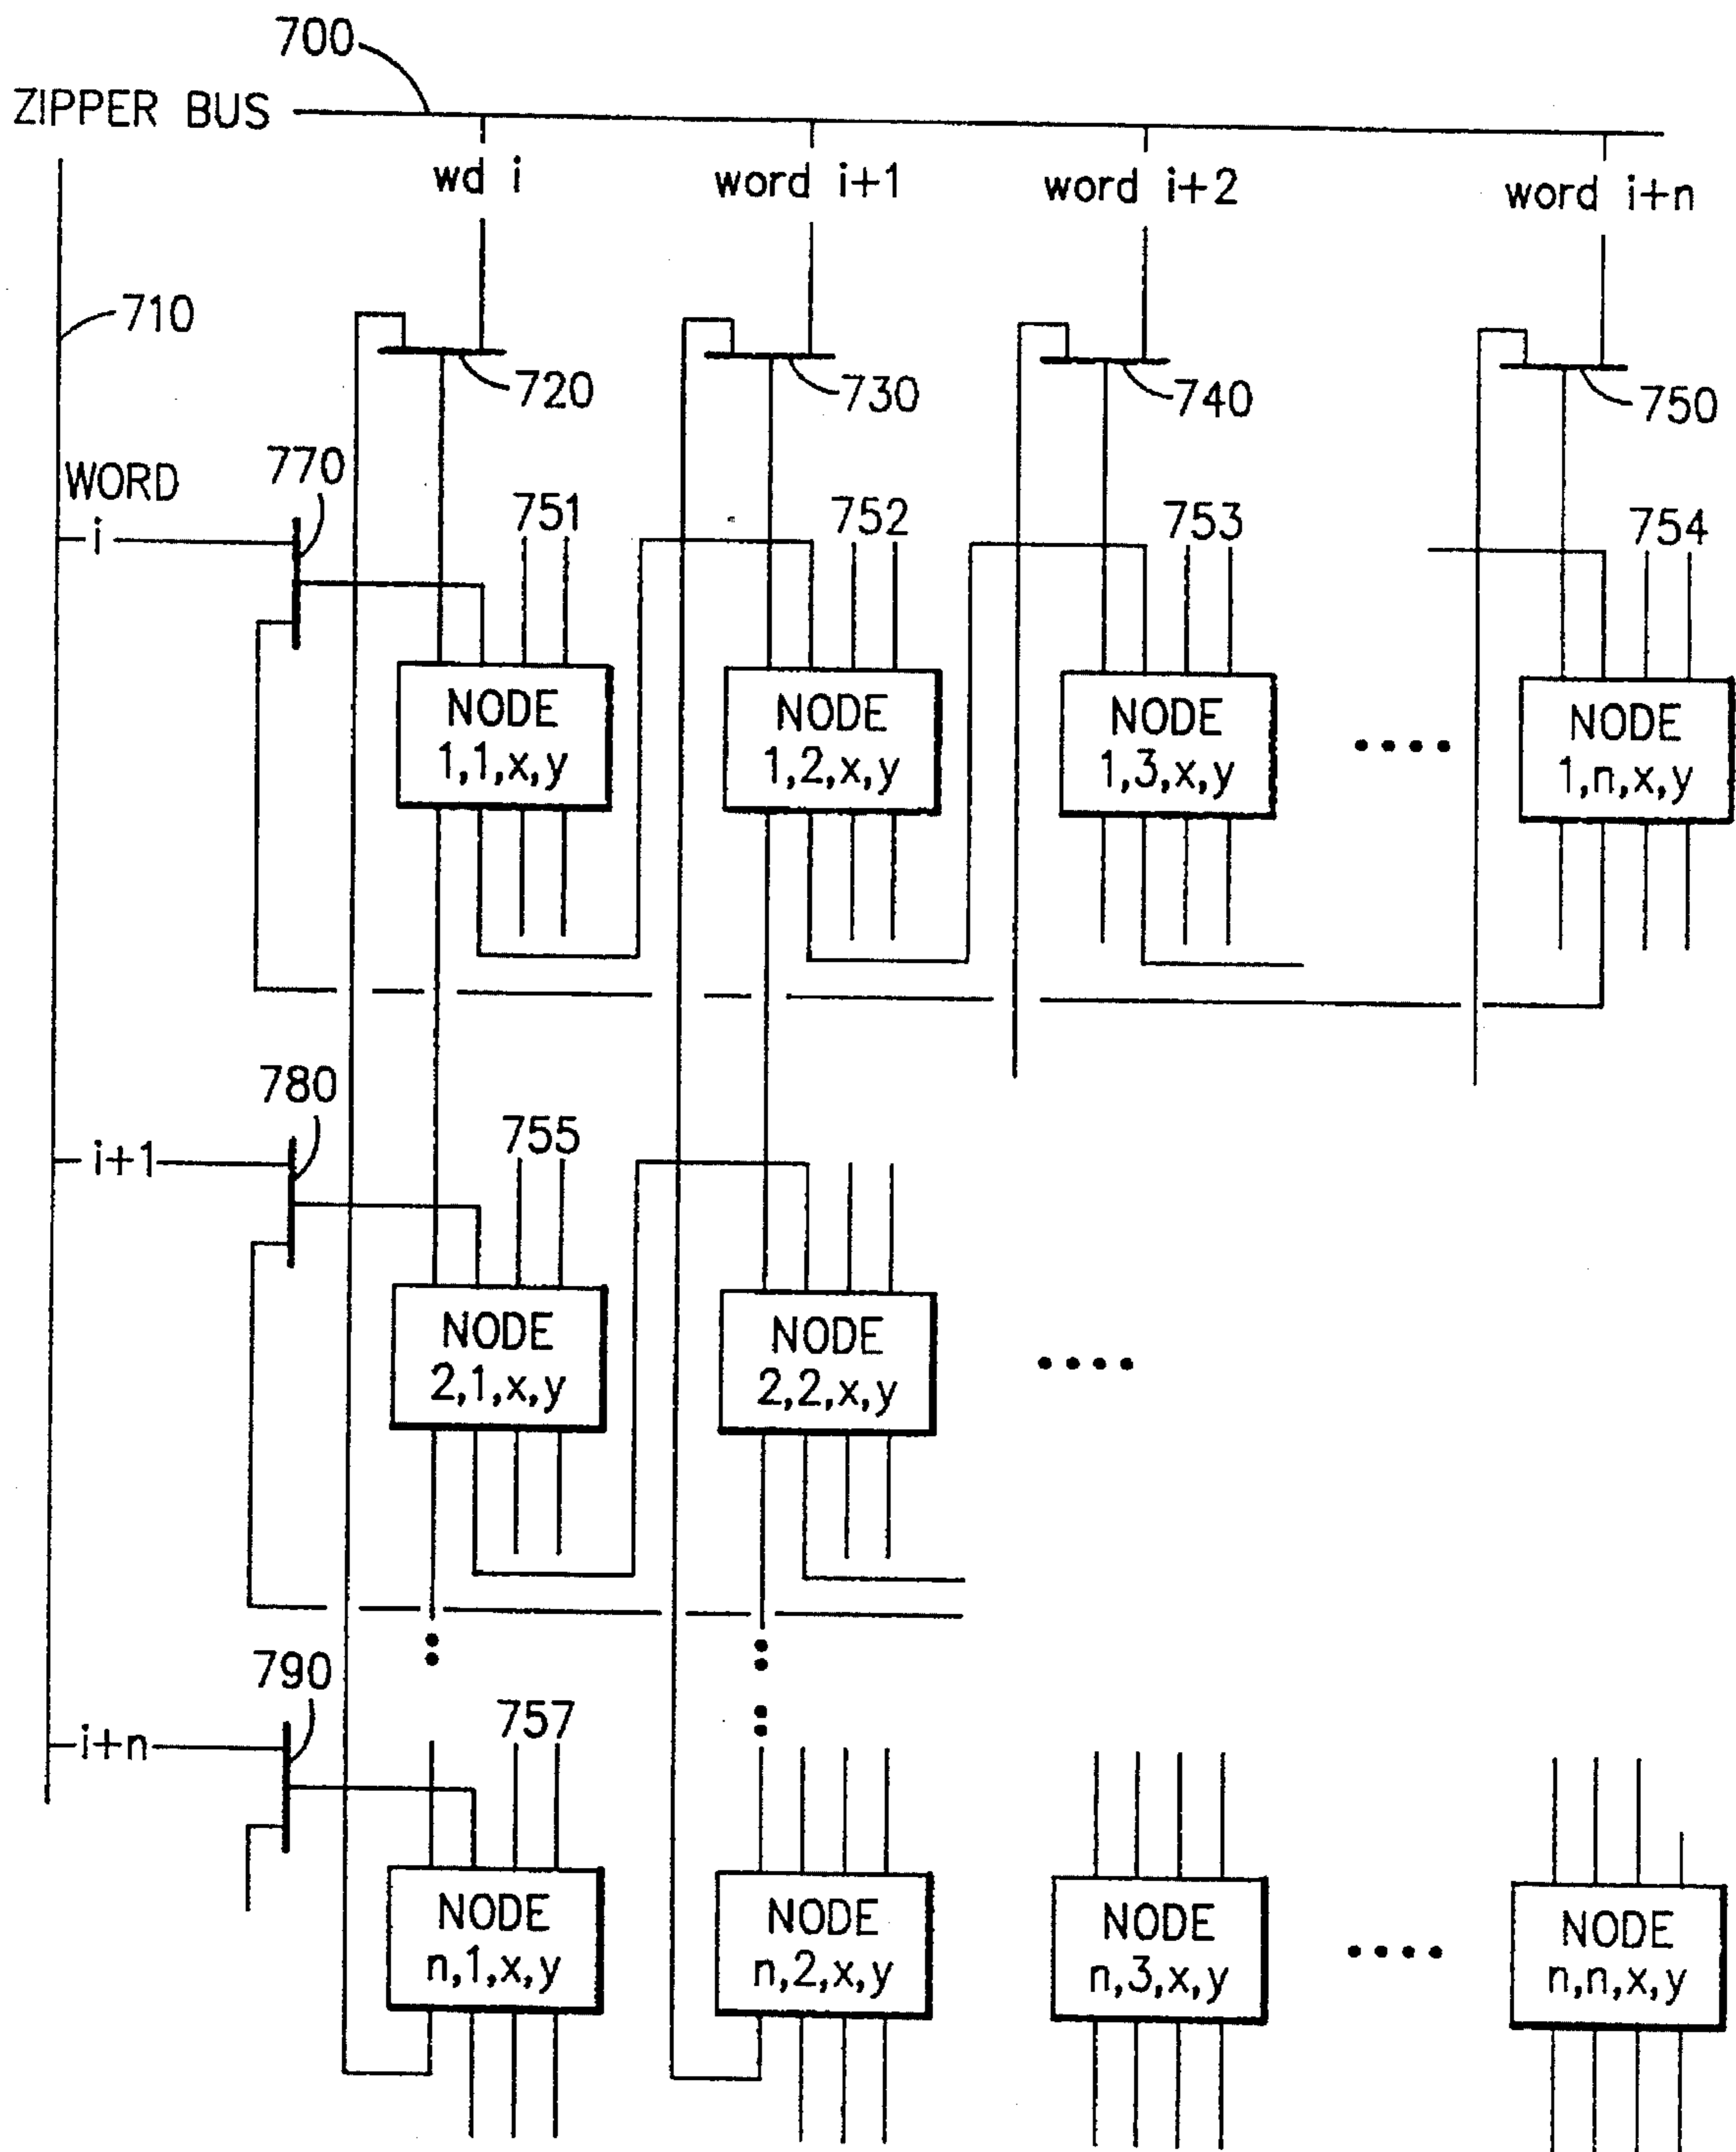 700
ZIPPER BUS
wd i
word i+1
word i+2
word i+n
710
720
730
740
750
WORD
i
770
751
752
753
754
NODE
1,1,x,y
NODE
1,2,x,y
NODE
1,3,x,y
....
NODE
1,n,x,y
780
i+1
755
NODE
2,1,x,y
NODE
2,2,x,y
....
790
i+n
757
NODE
n,1,x,y
NODE
n,2,x,y
NODE
n,3,x,y
....
NODE
n,n,x,y